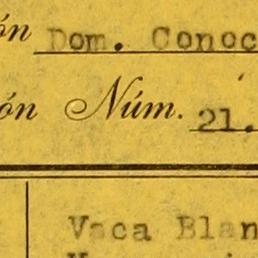 ón Dom. Conoc
ón Núm. 21.
Vaca Blan